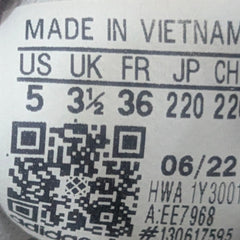 MADE IN VIETNAM
US UK FR JP CH
5 3½ 36 220 220
06/22
HWA 1Y3001
A:EE7968
#:130617595